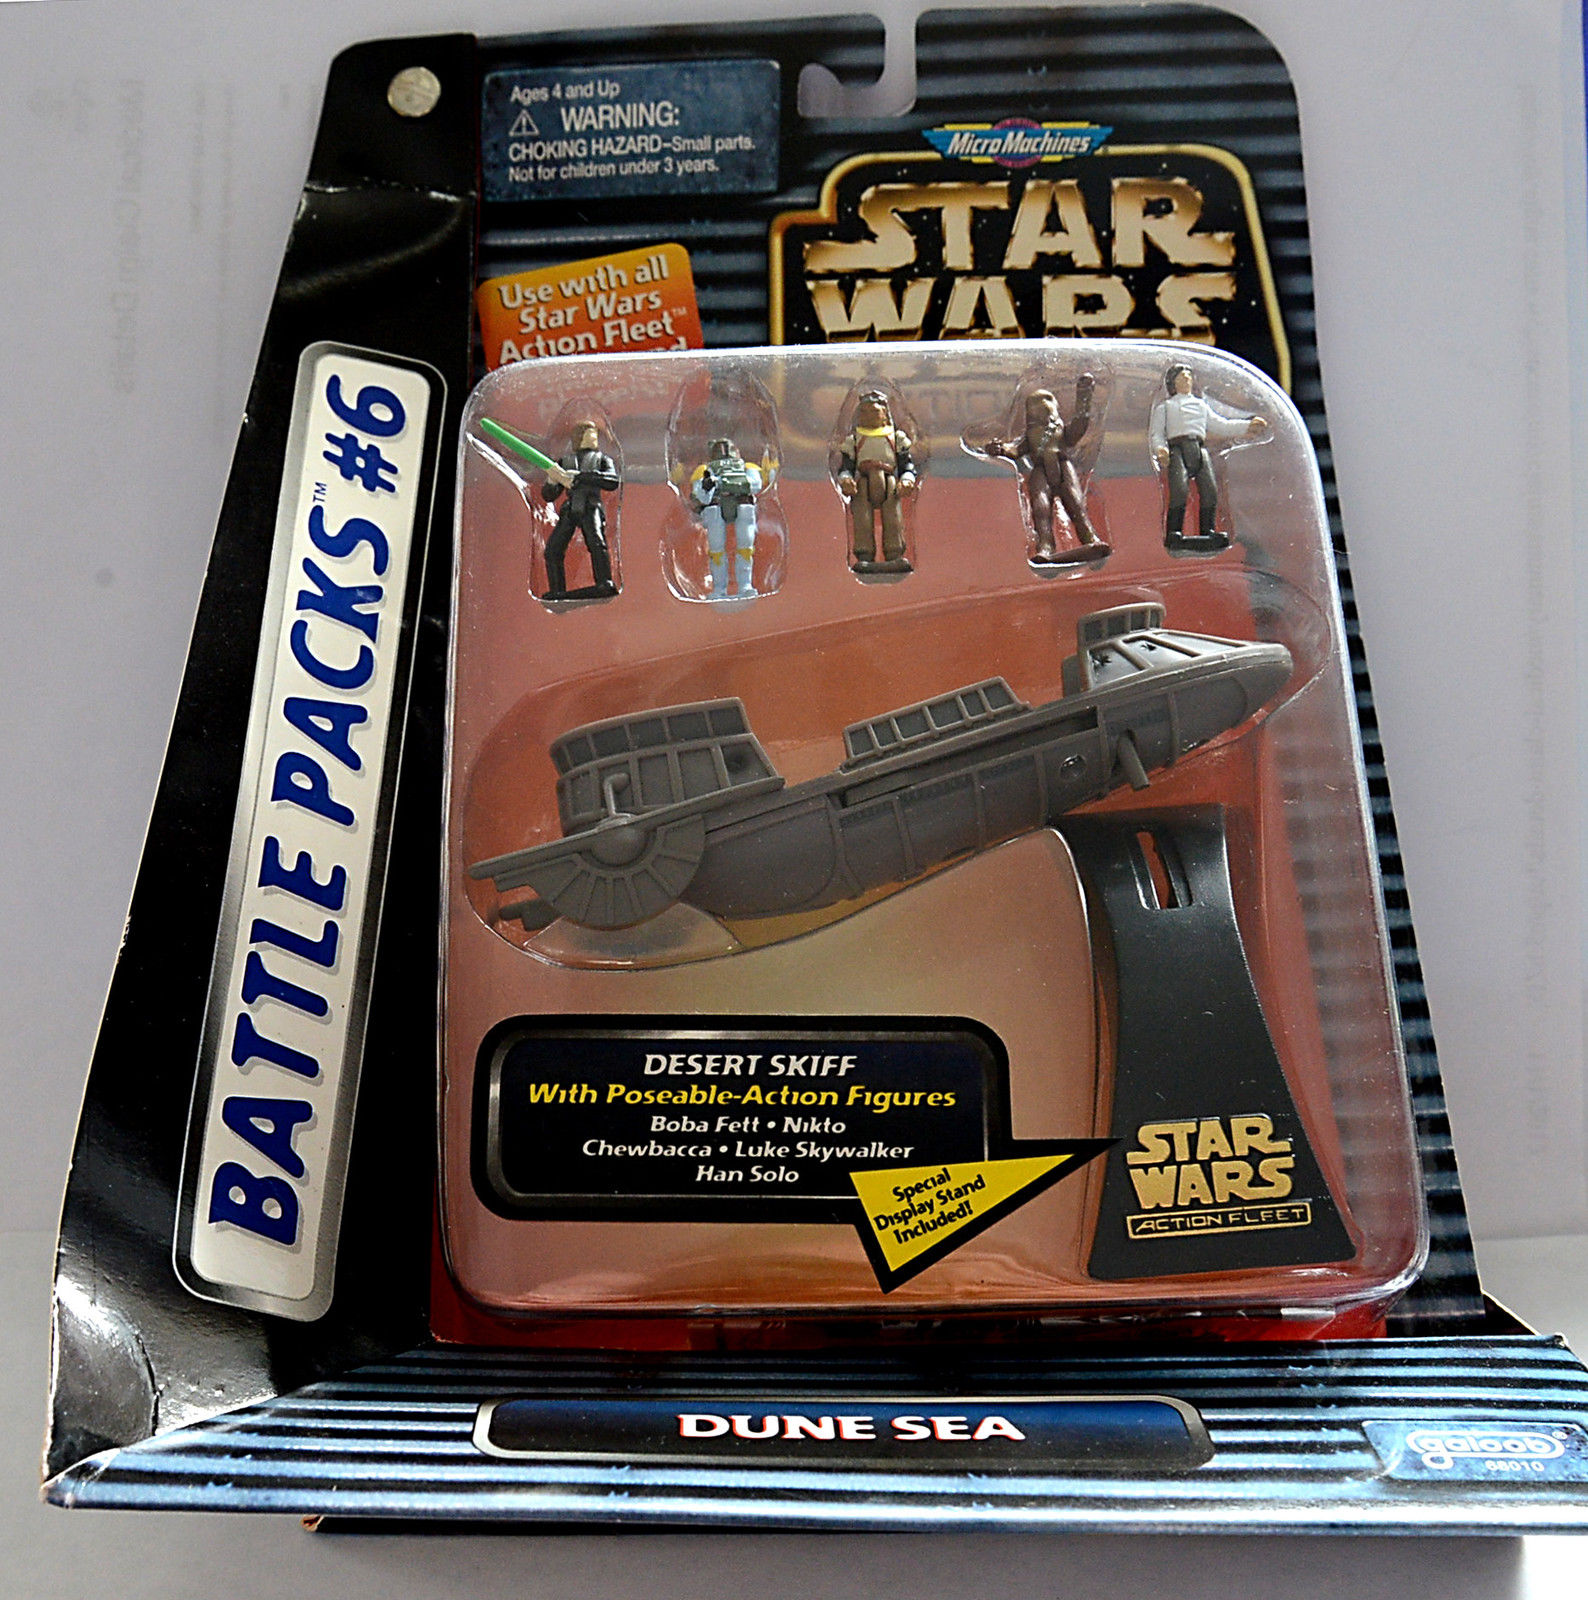 Ages 4 and Up
⚠ WARNING:
CHOKING HAZARD–Small parts.
Not for children under 3 years.
Micro Machines
STAR
WARS
Use with all
Star Wars
Action Fleet™
BATTLE PACKS™ #6
DESERT SKIFF
With Poseable-Action Figures
Boba Fett • Nikto
Chewbacca • Luke Skywalker
Han Solo
Special
Display Stand
Included!
STAR
WARS
ACTION FLEET
DUNE SEA
galoob®
68010